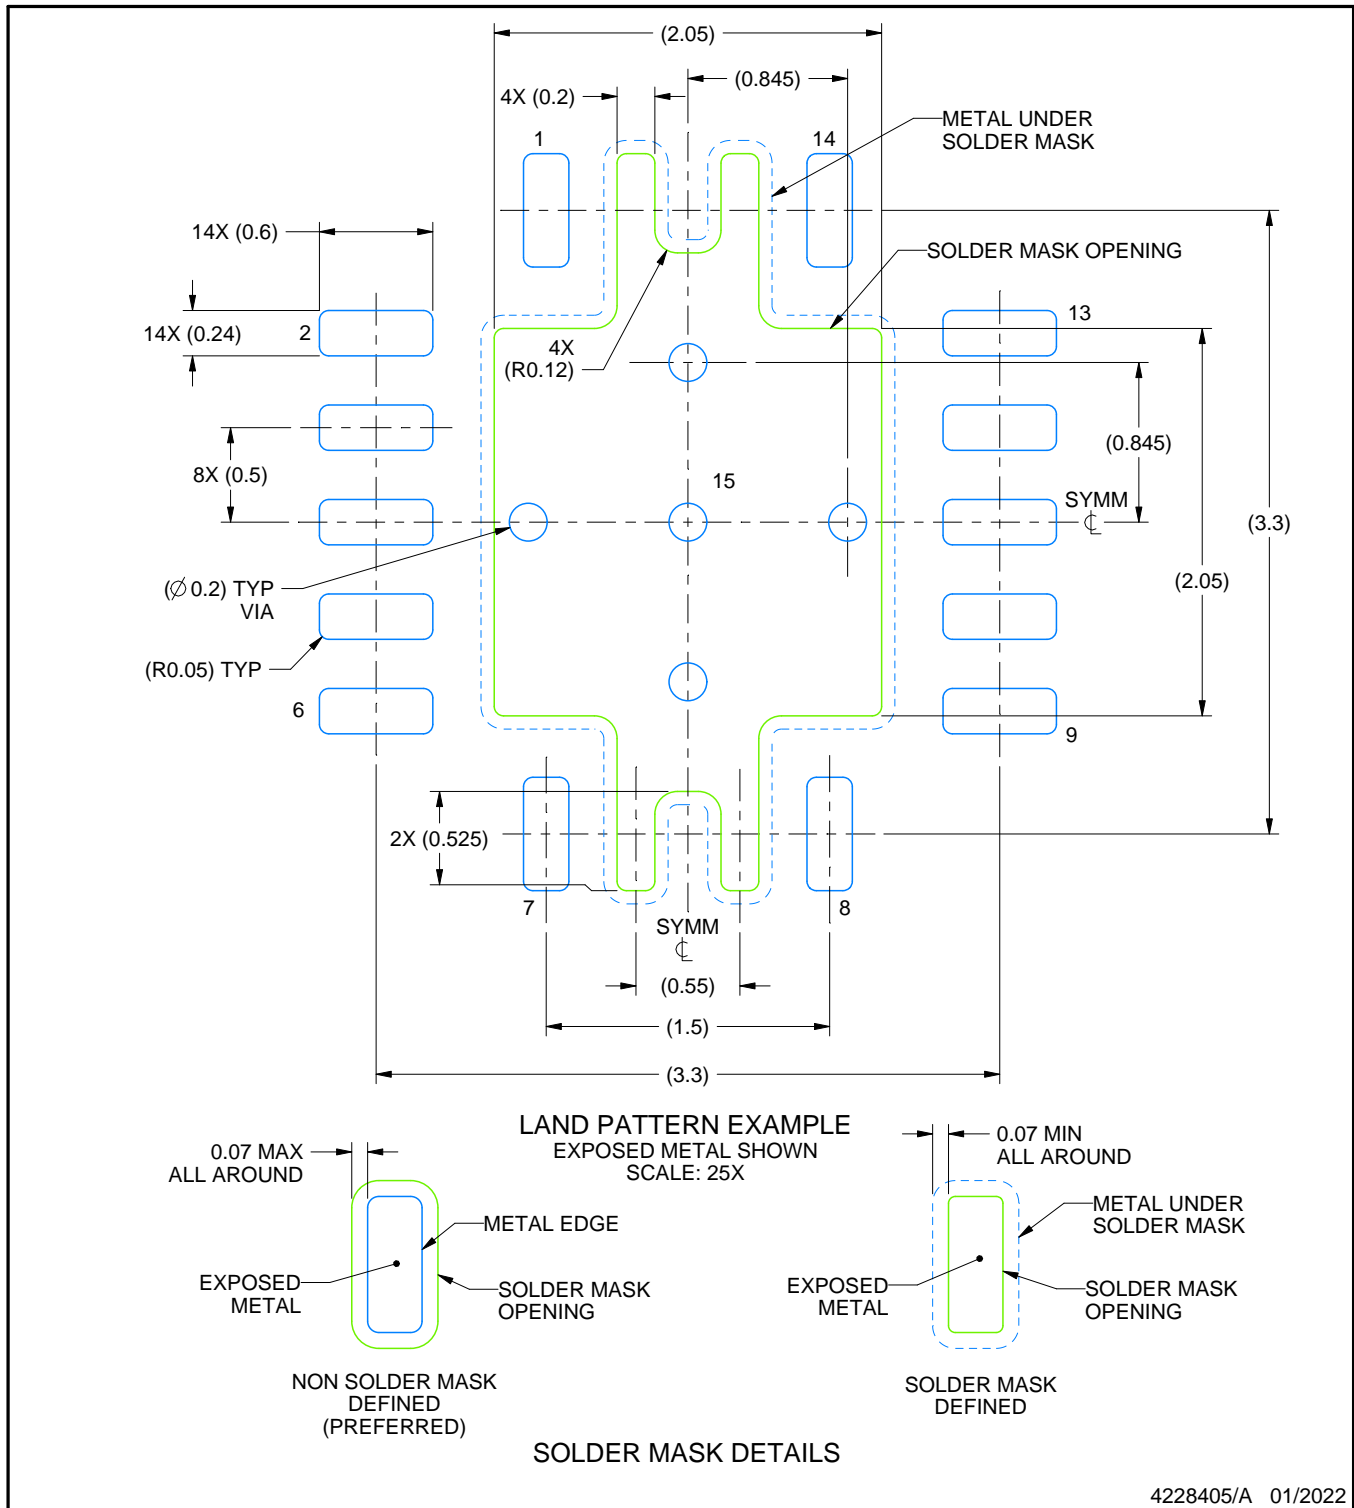 (2.05)
(0.845)
4X (0.2)
METAL UNDER
SOLDER MASK
1
14
14X (0.6)
SOLDER MASK OPENING
14X (0.24)
2
13
4X
(R0.12)
(0.845)
8X (0.5)
15
SYMM
℄
(3.3)
(2.05)
(∅ 0.2) TYP
VIA
(R0.05) TYP
6
9
2X (0.525)
7
8
SYMM
℄
(0.55)
(1.5)
(3.3)
LAND PATTERN EXAMPLE
EXPOSED METAL SHOWN
SCALE: 25X
0.07 MAX
ALL AROUND
METAL EDGE
EXPOSED
METAL
SOLDER MASK
OPENING
NON SOLDER MASK
DEFINED
(PREFERRED)
0.07 MIN
ALL AROUND
METAL UNDER
SOLDER MASK
EXPOSED
METAL
SOLDER MASK
OPENING
SOLDER MASK
DEFINED
SOLDER MASK DETAILS
4228405/A 01/2022